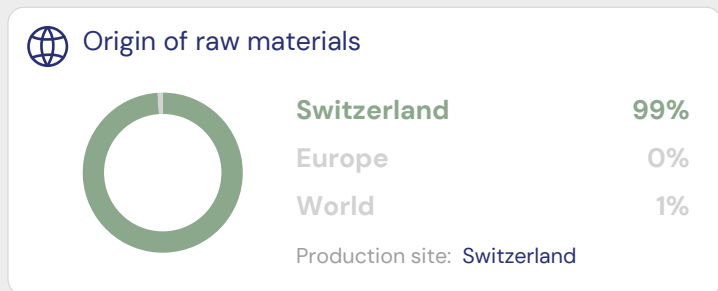 Origin of raw materials
Switzerland 99%
Europe 0%
World 1%
Production site: Switzerland